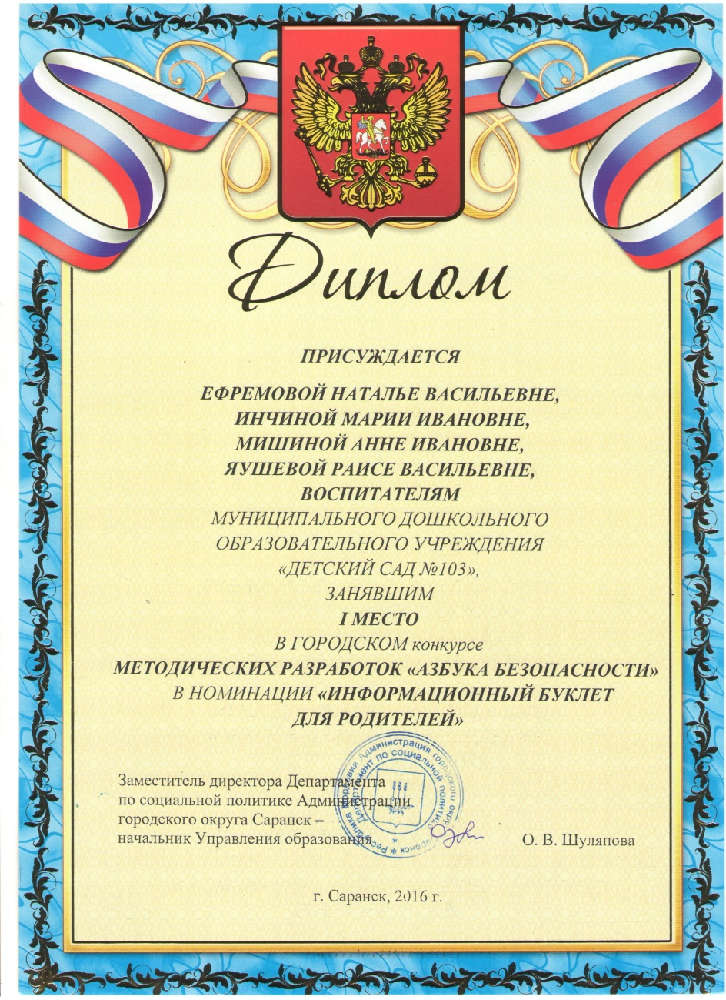 Диплом
ПРИСУЖДАЕТСЯ
ЕФРЕМОВОЙ НАТАЛЬЕ ВАСИЛЬЕВНЕ,
ИНЧИНОЙ МАРИИ ИВАНОВНЕ,
МИШИНОЙ АННЕ ИВАНОВНЕ,
ЯУШЕВОЙ РАИСЕ ВАСИЛЬЕВНЕ,
ВОСПИТАТЕЛЯМ
МУНИЦИПАЛЬНОГО ДОШКОЛЬНОГО
ОБРАЗОВАТЕЛЬНОГО УЧРЕЖДЕНИЯ
«ДЕТСКИЙ САД №103»,
ЗАНЯВШИМ
I МЕСТО
В ГОРОДСКОМ конкурсе
МЕТОДИЧЕСКИХ РАЗРАБОТОК «АЗБУКА БЕЗОПАСНОСТИ»
В НОМИНАЦИИ «ИНФОРМАЦИОННЫЙ БУКЛЕТ
ДЛЯ РОДИТЕЛЕЙ»
Заместитель директора Департамента
по социальной политике Администрации
городского округа Саранск –
начальник Управления образования
О. В. Шуляпова
Республика Мордовия Администрация городского округа Саранск
Департамент по социальной политике
г. Саранск, 2016 г.